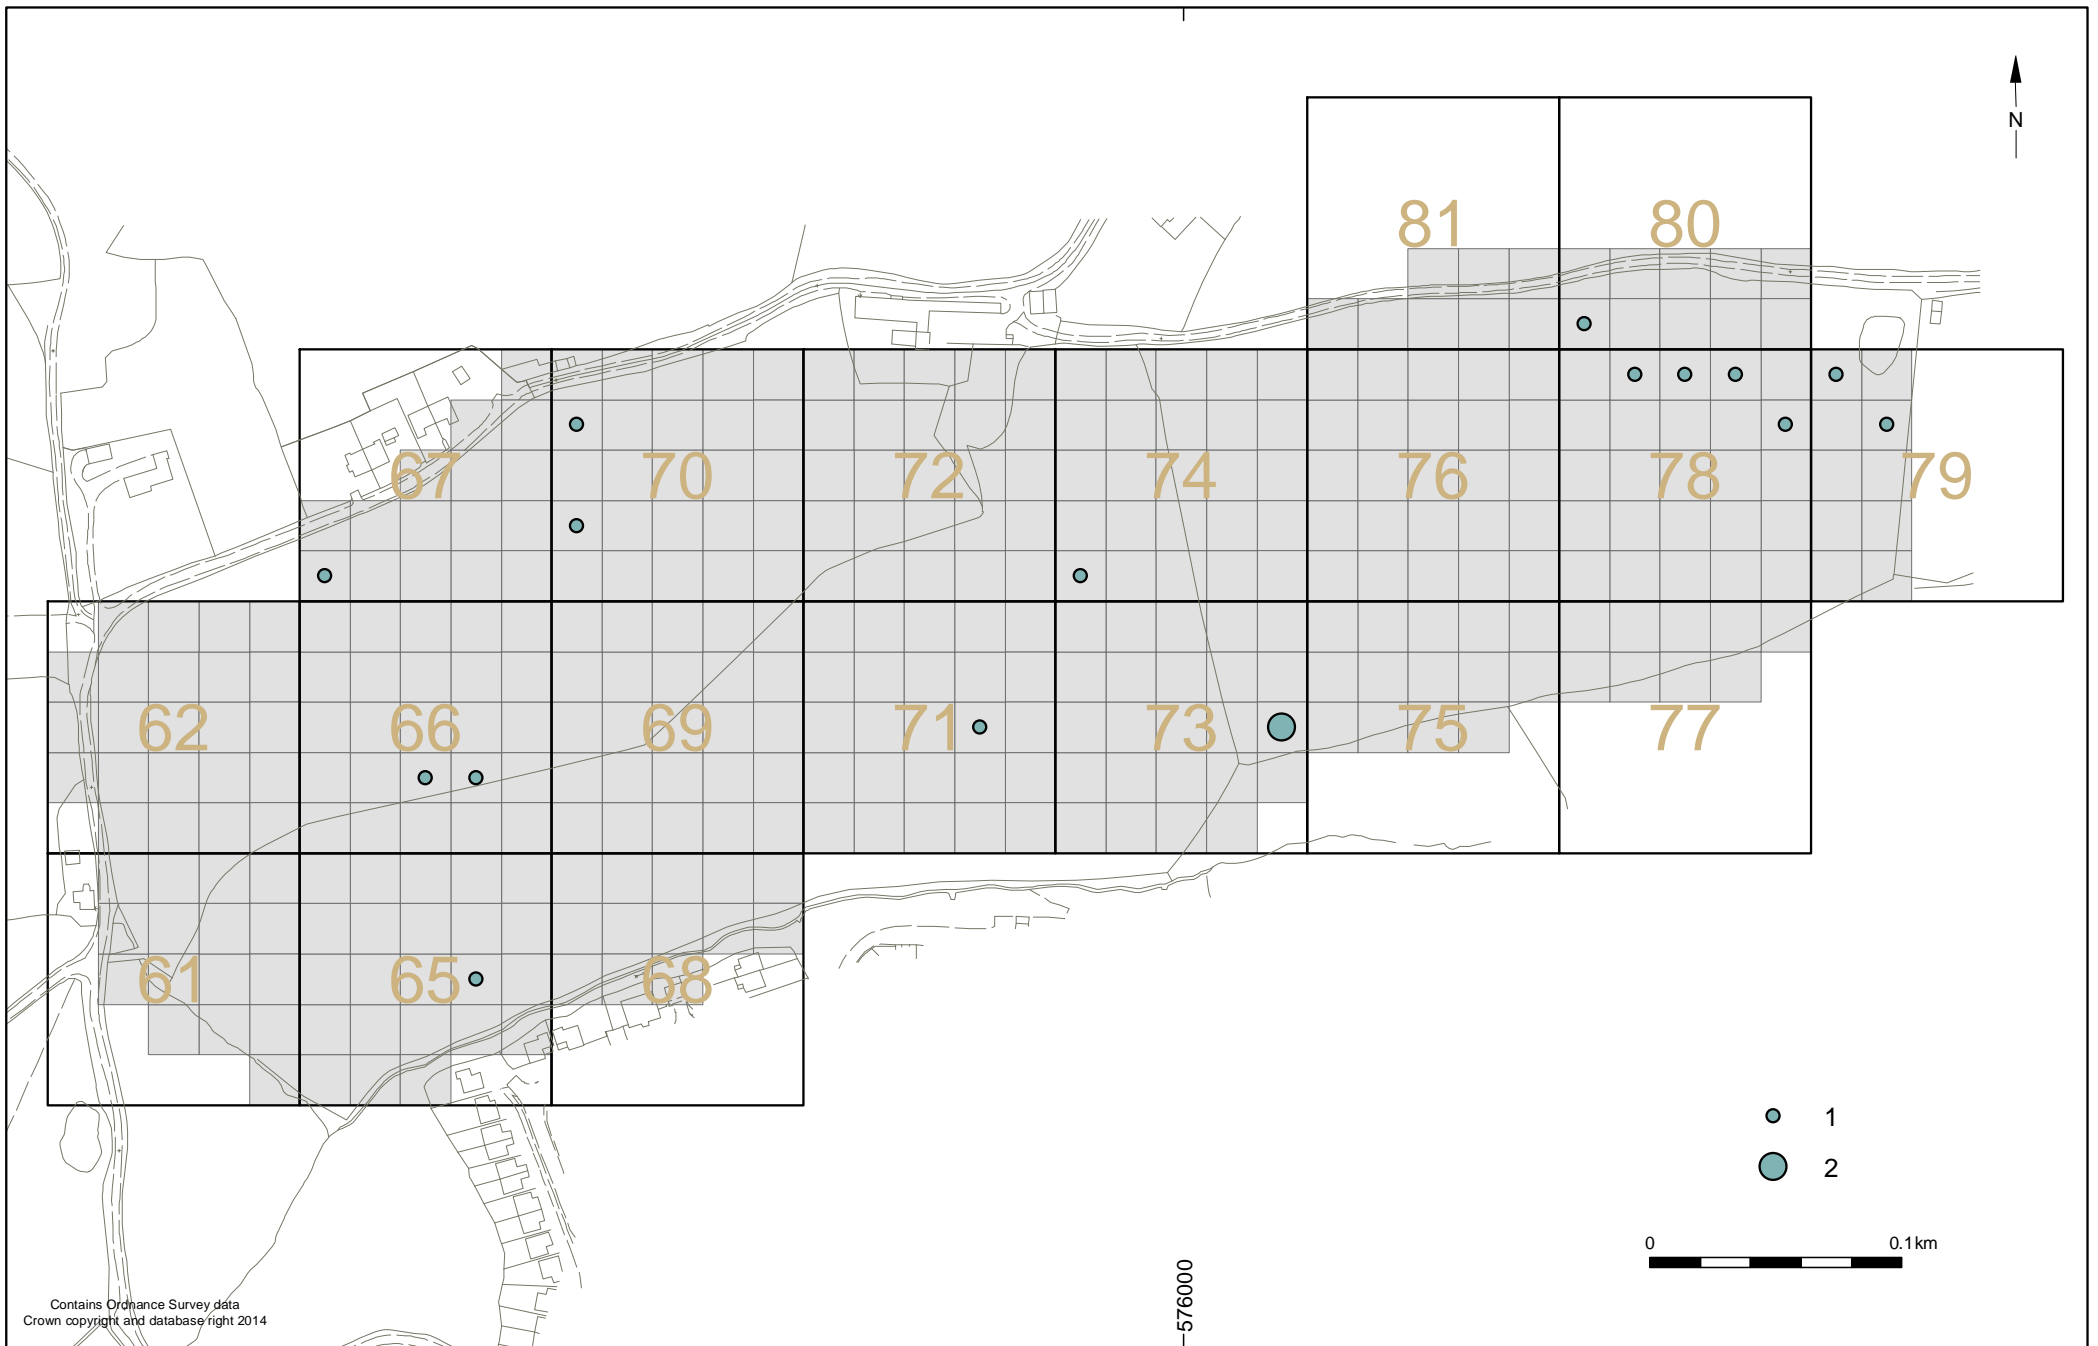 N
81 80
67 70 72 74 76 78 79
62 66 69 71 73 75 77
61 65 68
1
2
0 0.1km
576000
Contains Ordnance Survey data
Crown copyright and database right 2014